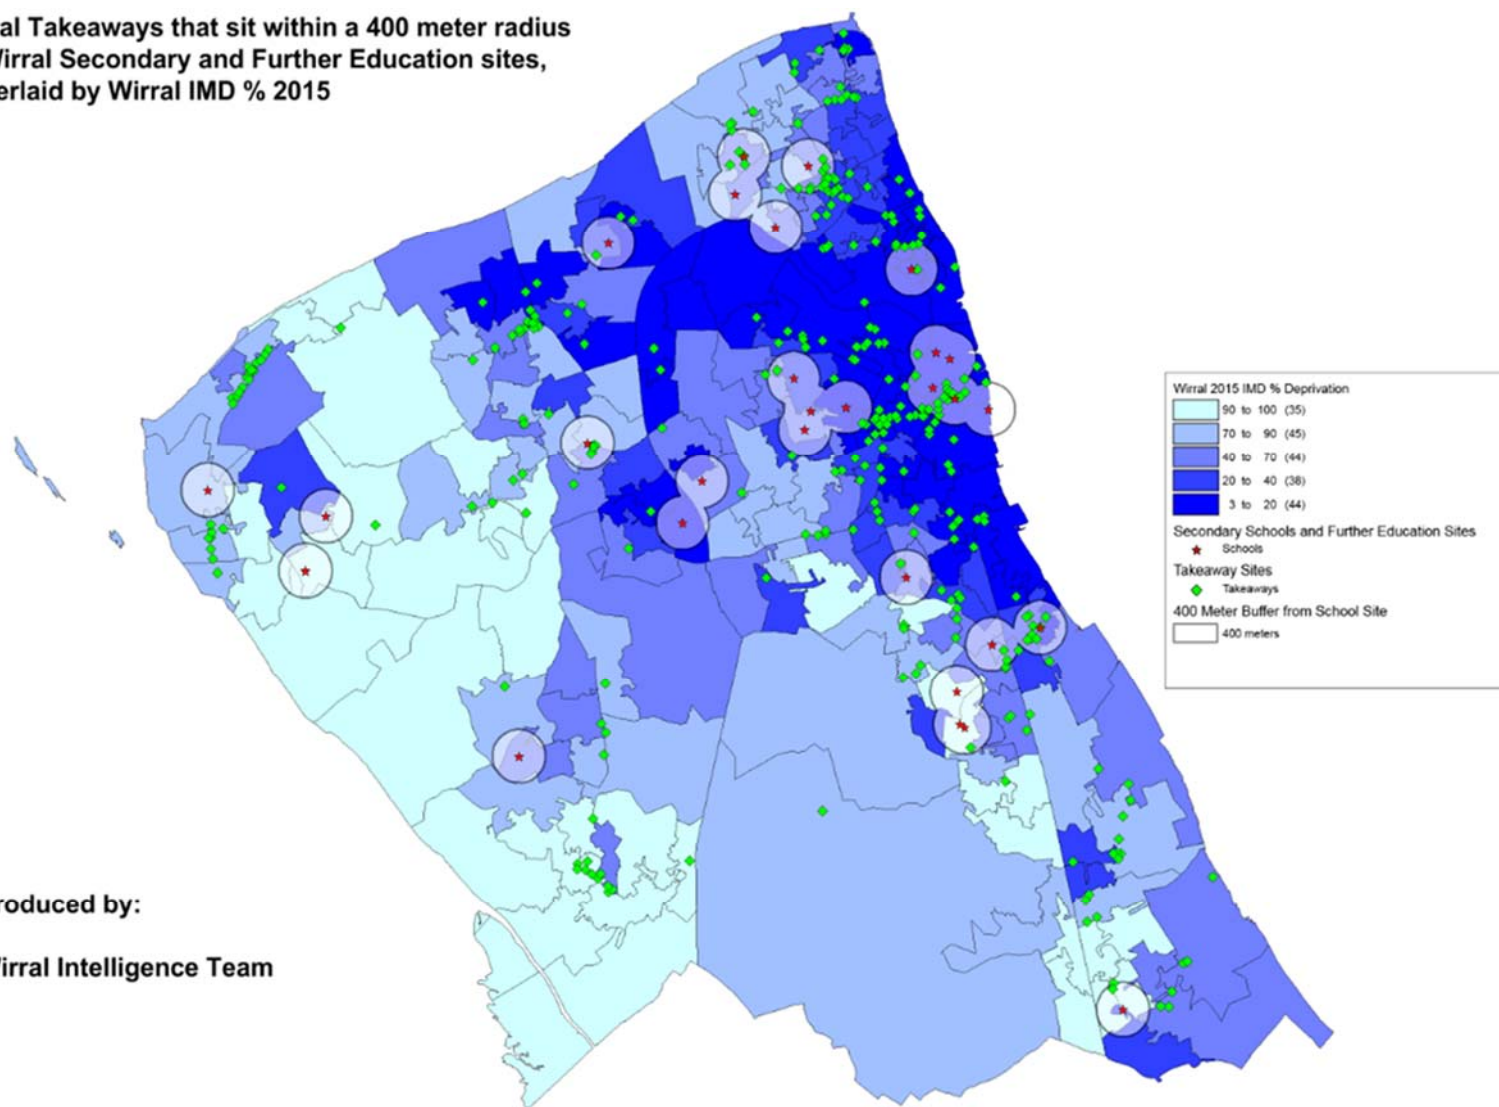 al Takeaways that sit within a 400 meter radius
Wirral Secondary and Further Education sites,
erlaid by Wirral IMD % 2015
Wirral 2015 IMD % Deprivation
90 to 100 (35)
70 to 90 (45)
40 to 70 (44)
20 to 40 (38)
3 to 20 (44)
Secondary Schools and Further Education Sites
Schools
Takeaway Sites
Takeaways
400 Meter Buffer from School Site
400 meters
roduced by:
Wirral Intelligence Team